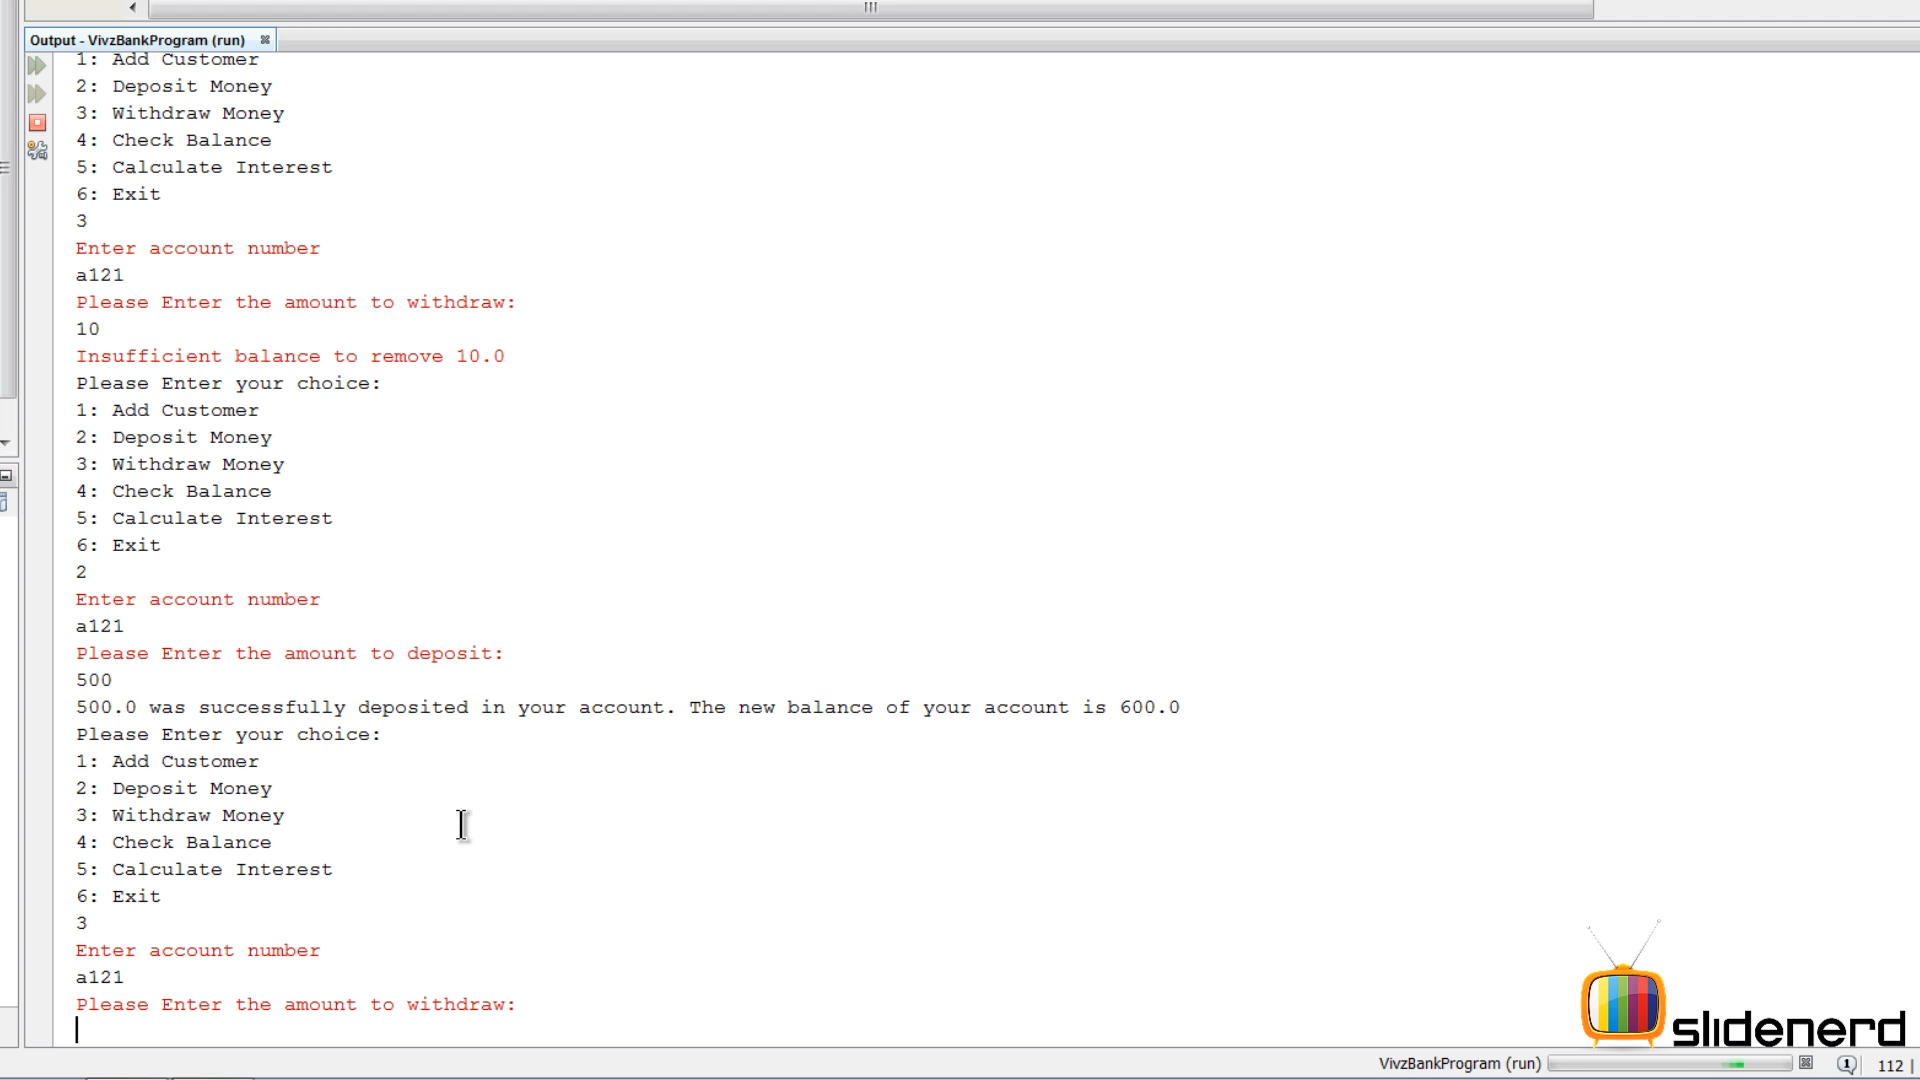 Output - VivzBankProgram (run)
1: Add Customer
2: Deposit Money
3: Withdraw Money
4: Check Balance
5: Calculate Interest
6: Exit
3
Enter account number
a121
Please Enter the amount to withdraw:
10
Insufficient balance to remove 10.0
Please Enter your choice:
1: Add Customer
2: Deposit Money
3: Withdraw Money
4: Check Balance
5: Calculate Interest
6: Exit
2
Enter account number
a121
Please Enter the amount to deposit:
500
500.0 was successfully deposited in your account. The new balance of your account is 600.0
Please Enter your choice:
1: Add Customer
2: Deposit Money
3: Withdraw Money
4: Check Balance
5: Calculate Interest
6: Exit
3
Enter account number
a121
Please Enter the amount to withdraw:
slidenerd
VivzBankProgram (run) 1 112